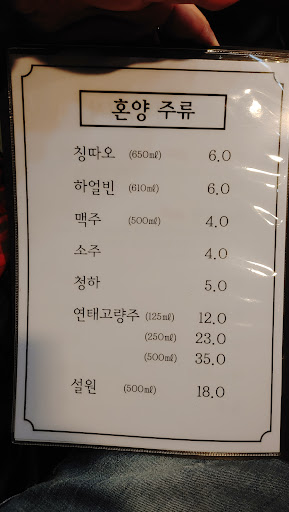 혼양 주류
칭따오 (650㎖) 6.0
하얼빈 (610㎖) 6.0
맥주 (500㎖) 4.0
소주 4.0
청하 5.0
연태고량주 (125㎖) 12.0
(250㎖) 23.0
(500㎖) 35.0
설원 (500㎖) 18.0